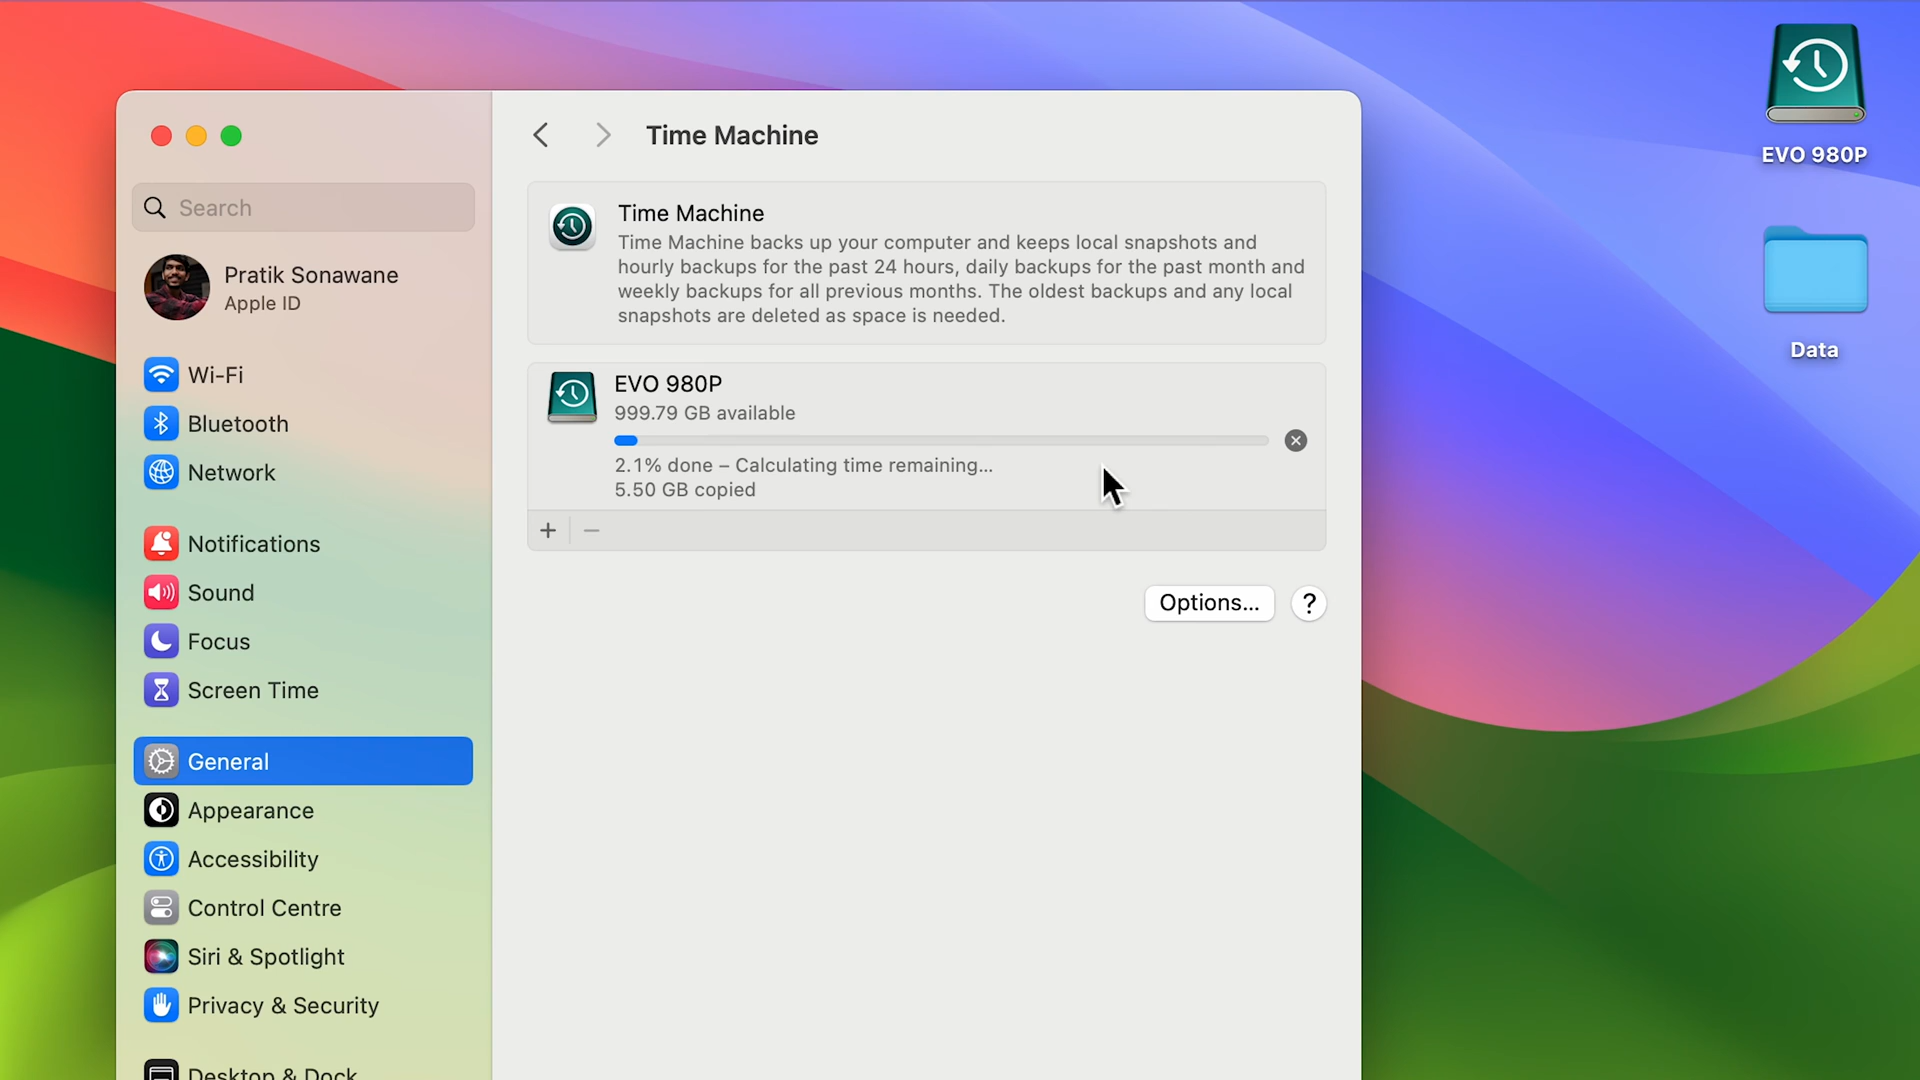 Time Machine
Search
Pratik Sonawane
Apple ID
Wi-Fi
Bluetooth
Network
Notifications
Sound
Focus
Screen Time
General
Appearance
Accessibility
Control Centre
Siri & Spotlight
Privacy & Security
Desktop & Dock
Time Machine
Time Machine backs up your computer and keeps local snapshots and
hourly backups for the past 24 hours, daily backups for the past month and
weekly backups for all previous months. The oldest backups and any local
snapshots are deleted as space is needed.
EVO 980P
999.79 GB available
2.1% done – Calculating time remaining...
5.50 GB copied
+ −
Options...
?
EVO 980P
Data